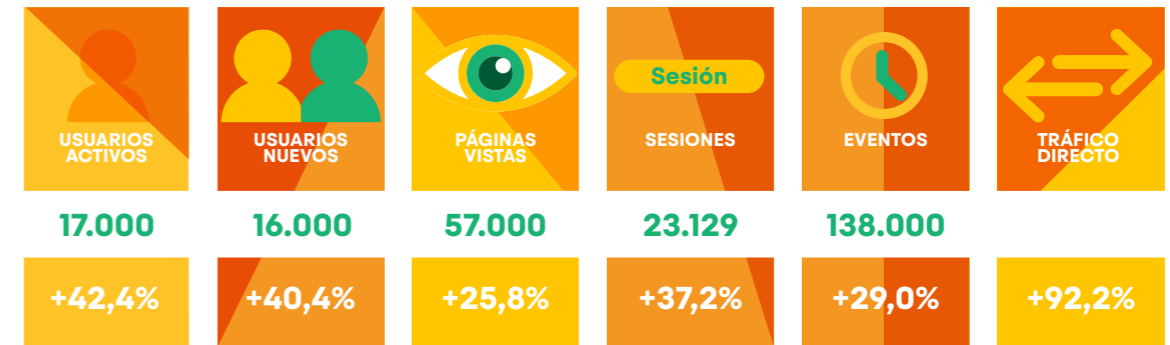 USUARIOS
ACTIVOS
USUARIOS
NUEVOS
PÁGINAS
VISTAS
Sesión
SESIONES
EVENTOS
TRÁFICO
DIRECTO
17.000
16.000
57.000
23.129
138.000
+42,4%
+40,4%
+25,8%
+37,2%
+29,0%
+92,2%